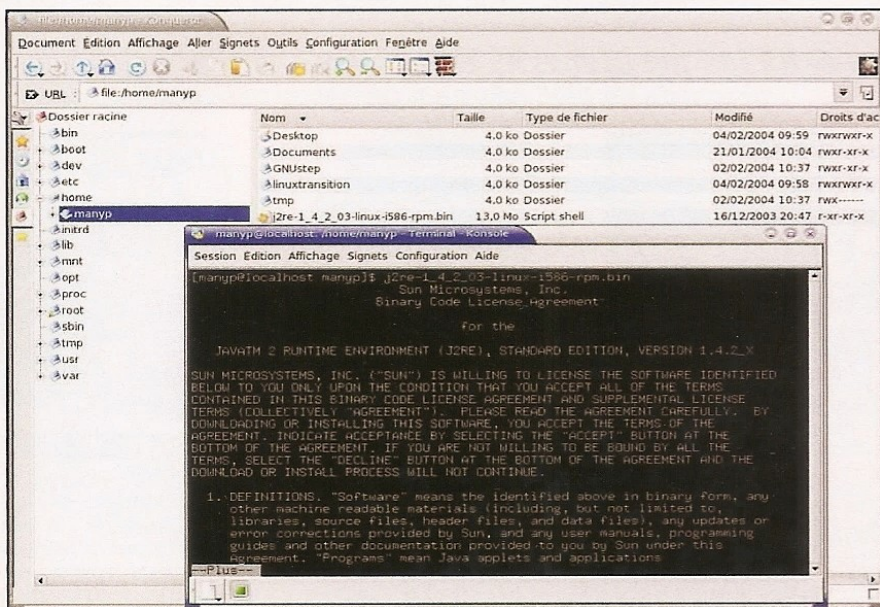 file:/home/manyp - Konqueror
Document Édition Affichage Aller Signets Outils Configuration Fenêtre Aide
URL : file:/home/manyp
Dossier racine
bin
boot
dev
etc
home
manyp
initrd
lib
mnt
opt
proc
root
sbin
tmp
usr
var
Nom Taille Type de fichier Modifié Droits d'ac
Desktop 4,0 ko Dossier 04/02/2004 09:59 rwxrwxr-x
Documents 4,0 ko Dossier 21/01/2004 10:04 rwxr-xr-x
GNUstep 4,0 ko Dossier 02/02/2004 10:37 rwxr-xr-x
linuxtransition 4,0 ko Dossier 04/02/2004 09:58 rwxrwxr-x
tmp 4,0 ko Dossier 02/02/2004 10:37 rwx------
j2re-1_4_2_03-linux-i586-rpm.bin 13,0 Mo Script shell 16/12/2003 20:47 r-xr-xr-x
manyp@localhost: /home/manyp - Terminal - Konsole
Session Édition Affichage Signets Configuration Aide
[manyp@localhost manyp]$ j2re-1_4_2_03-linux-i586-rpm.bin
Sun Microsystems, Inc.
Binary Code License Agreement
for the
JAVATM 2 RUNTIME ENVIRONMENT (J2RE), STANDARD EDITION, VERSION 1.4.2_X
SUN MICROSYSTEMS, INC. ("SUN") IS WILLING TO LICENSE THE SOFTWARE IDENTIFIED
BELOW TO YOU ONLY UPON THE CONDITION THAT YOU ACCEPT ALL OF THE TERMS
CONTAINED IN THIS BINARY CODE LICENSE AGREEMENT AND SUPPLEMENTAL LICENSE
TERMS (COLLECTIVELY "AGREEMENT"). PLEASE READ THE AGREEMENT CAREFULLY. BY
DOWNLOADING OR INSTALLING THIS SOFTWARE, YOU ACCEPT THE TERMS OF THE
AGREEMENT. INDICATE ACCEPTANCE BY SELECTING THE "ACCEPT" BUTTON AT THE
BOTTOM OF THE AGREEMENT. IF YOU ARE NOT WILLING TO BE BOUND BY ALL THE
TERMS, SELECT THE "DECLINE" BUTTON AT THE BOTTOM OF THE AGREEMENT AND THE
DOWNLOAD OR INSTALL PROCESS WILL NOT CONTINUE.
1. DEFINITIONS. "Software" means the identified above in binary form, any
other machine readable materials (including, but not limited to,
libraries, source files, header files, and data files), any updates or
error corrections provided by Sun, and any user manuals, programming
guides and other documentation provided to you by Sun under this
Agreement. "Programs" mean Java applets and applications
--Plus--